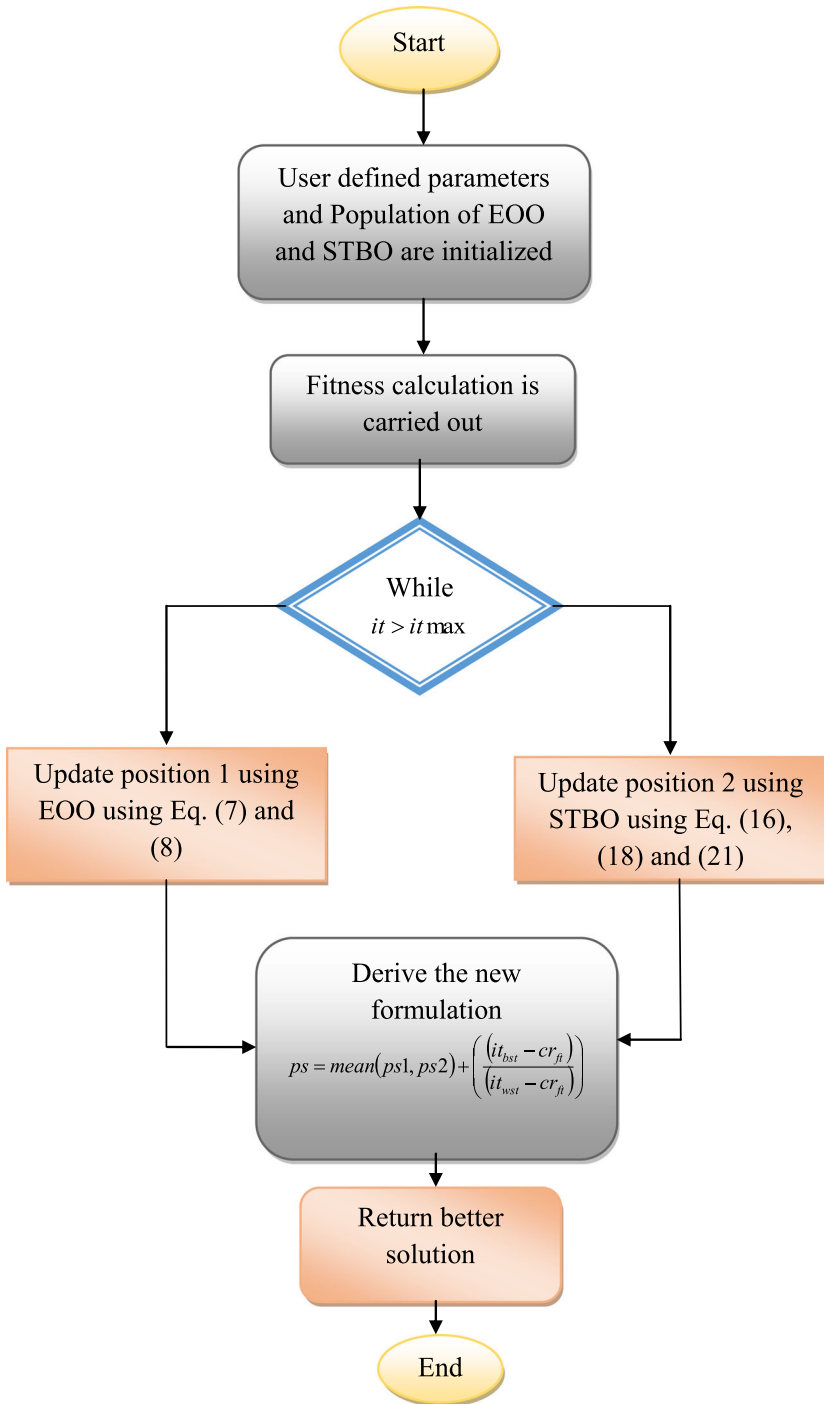 Start
User defined parameters
and Population of EOO
and STBO are initialized
Fitness calculation is
carried out
While
it > it max
Update position 1 using
EOO using Eq. (7) and
(8)
Update position 2 using
STBO using Eq. (16),
(18) and (21)
Derive the new
formulation
ps = mean(ps1, ps2) + ((it_bst − cr_ft) / (it_wst − cr_ft))
Return better
solution
End